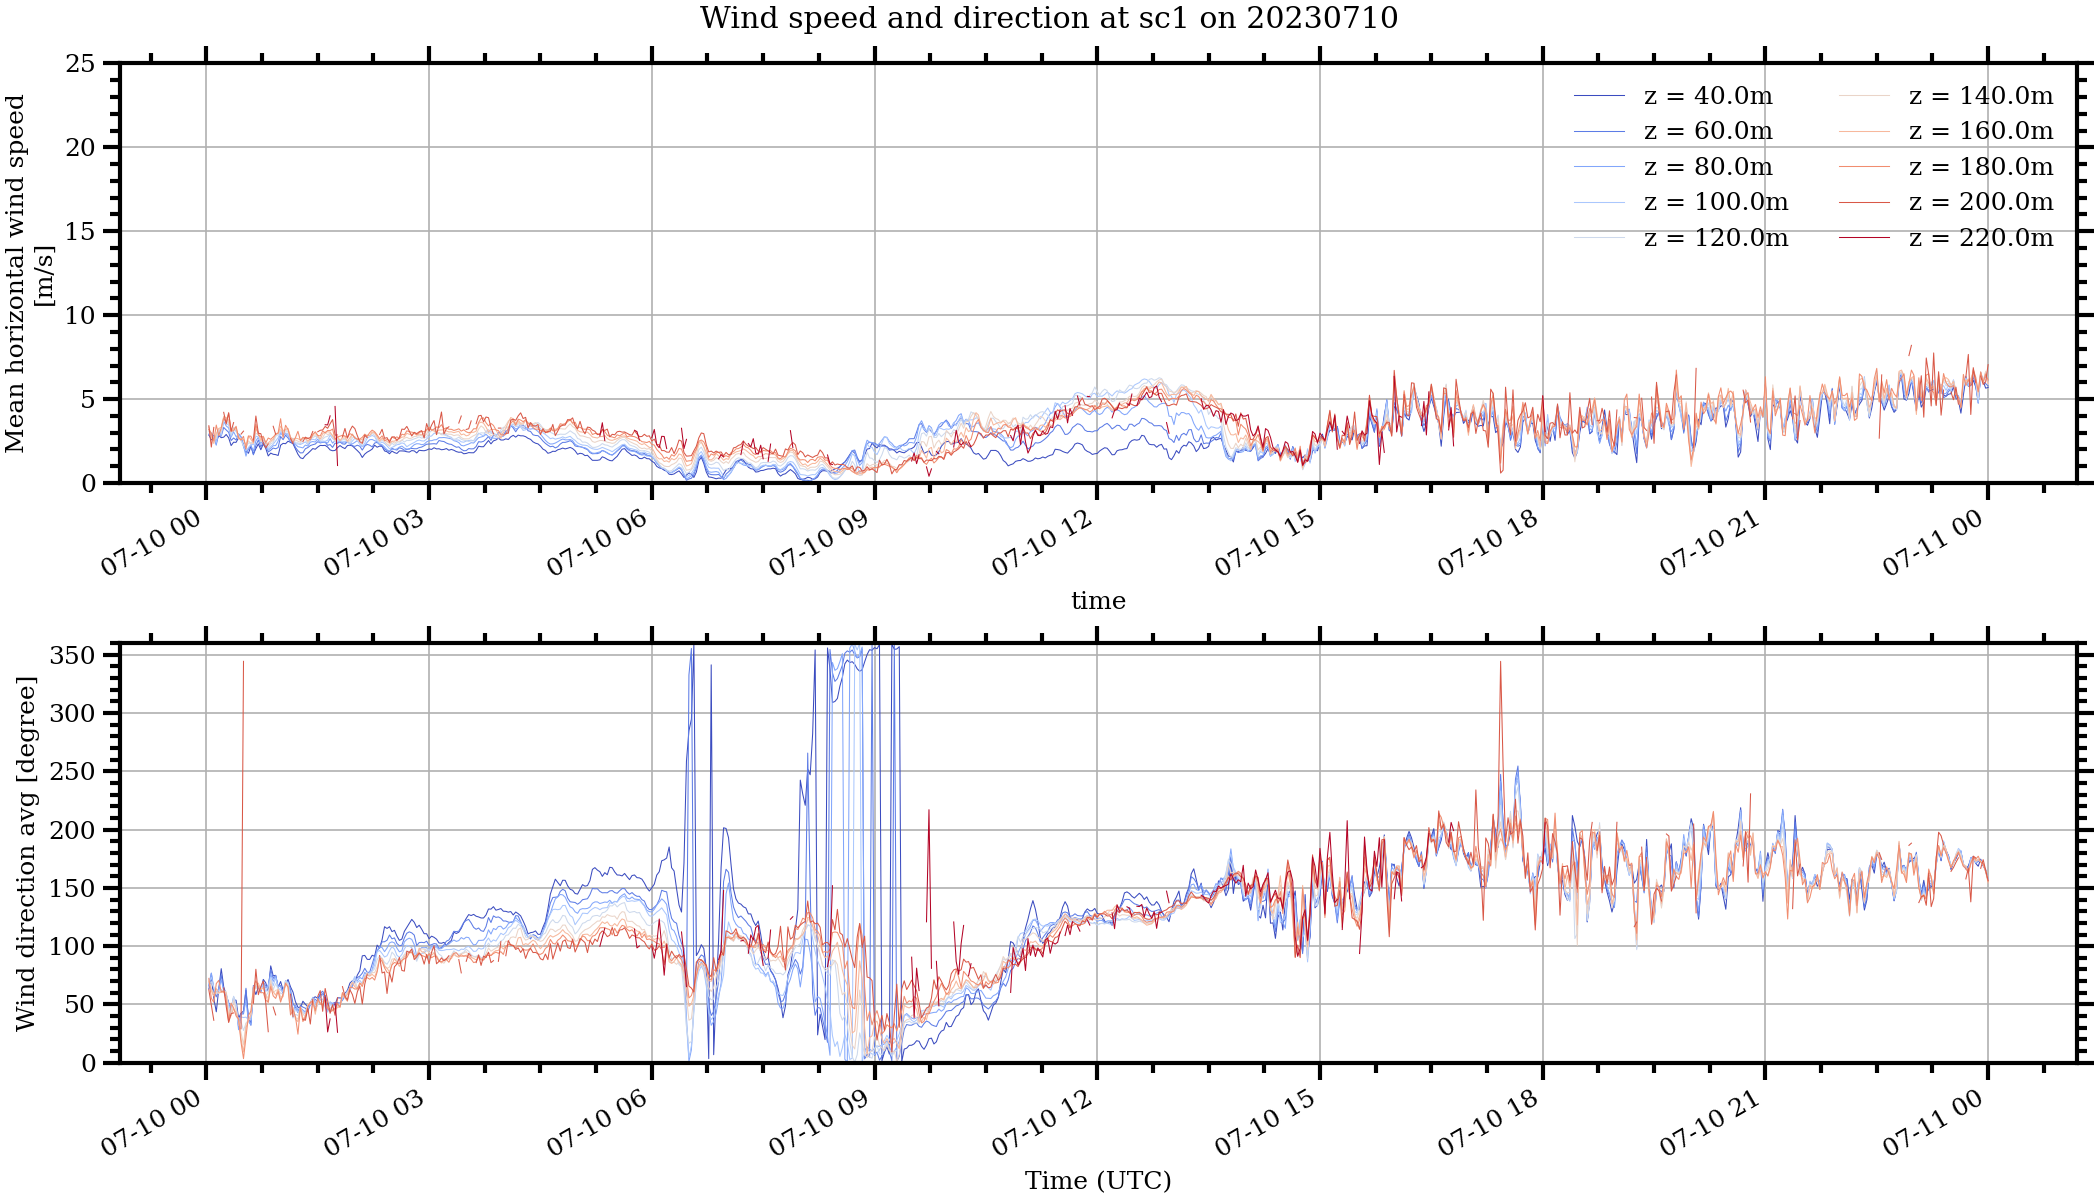 Wind speed and direction at sc1 on 20230710
Mean horizontal wind speed
[m/s]
25
20
15
10
5
0
z = 40.0m
z = 60.0m
z = 80.0m
z = 100.0m
z = 120.0m
z = 140.0m
z = 160.0m
z = 180.0m
z = 200.0m
z = 220.0m
07-10 00
07-10 03
07-10 06
07-10 09
07-10 12
07-10 15
07-10 18
07-10 21
07-11 00
time
Wind direction avg [degree]
350
300
250
200
150
100
50
0
07-10 00
07-10 03
07-10 06
07-10 09
07-10 12
07-10 15
07-10 18
07-10 21
07-11 00
Time (UTC)